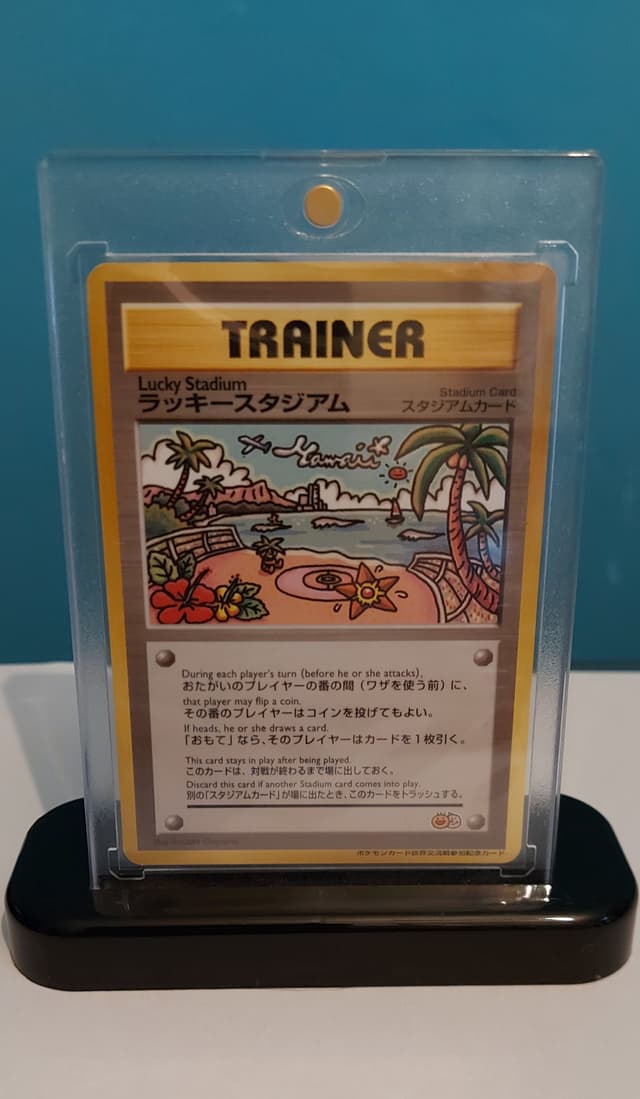 TRAINER
Lucky Stadium
ラッキースタジアム
Stadium Card
スタジアムカード
Hawaii
During each player's turn (before he or she attacks),
おたがいのプレイヤーの番の間（ワザを使う前）に、
that player may flip a coin.
その番のプレイヤーはコインを投げてもよい。
If heads, he or she draws a card.
「おもて」なら、そのプレイヤーはカードを1枚引く。
This card stays in play after being played.
このカードは、対戦が終わるまで場に出しておく。
Discard this card if another Stadium card comes into play.
別の「スタジアムカード」が場に出たとき、このカードをトラッシュする。
ポケモンカード世界交流戦参加記念カード